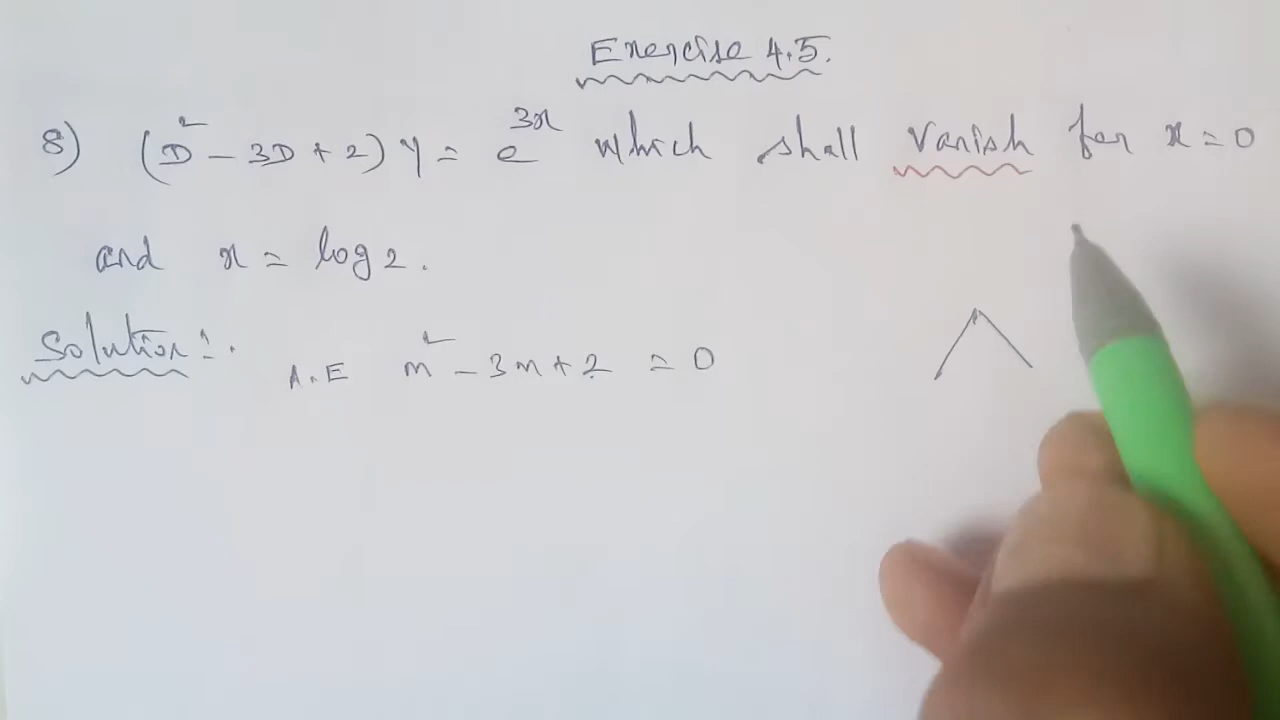 Exercise 4.5.
8) (D² - 3D + 2) y = e³ˣ which shall vanish for x = 0
and x = log 2.
Solution:.
A.E m² - 3m + 2 = 0